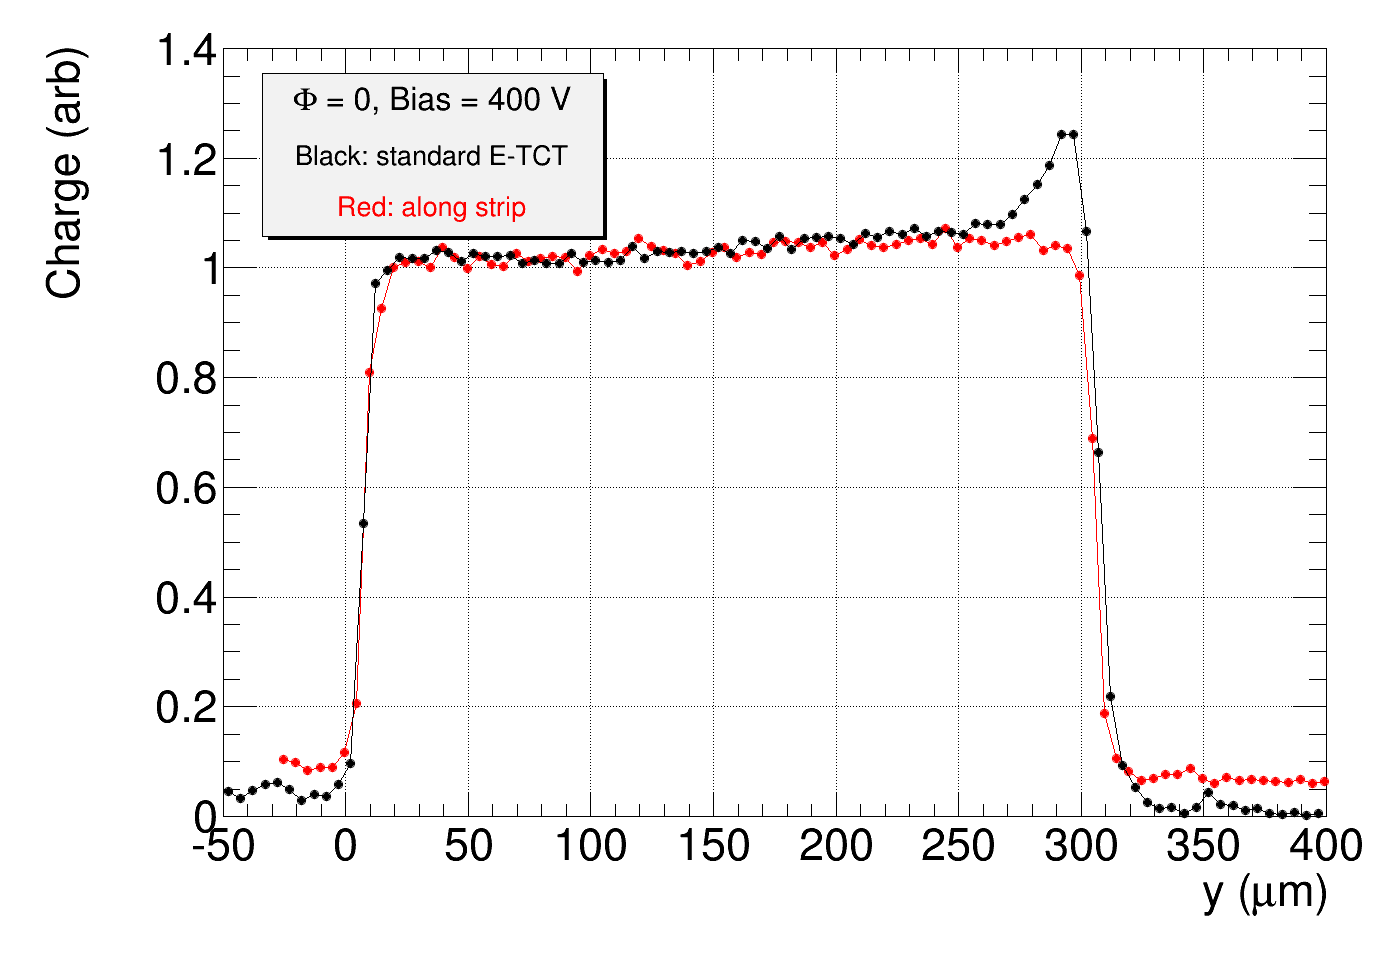 Charge (arb)
1.4
1.2
1
0.8
0.6
0.4
0.2
0
Φ = 0, Bias = 400 V
Black: standard E-TCT
Red: along strip
-50 0 50 100 150 200 250 300 350 400
y (μm)